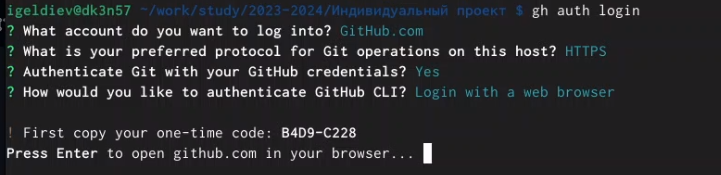 igeldiev@dk3n57 ~/work/study/2023-2024/Индивидуальный проект $ gh auth login
? What account do you want to log into? GitHub.com
? What is your preferred protocol for Git operations on this host? HTTPS
? Authenticate Git with your GitHub credentials? Yes
? How would you like to authenticate GitHub CLI? Login with a web browser
! First copy your one-time code: B4D9-C228
Press Enter to open github.com in your browser...